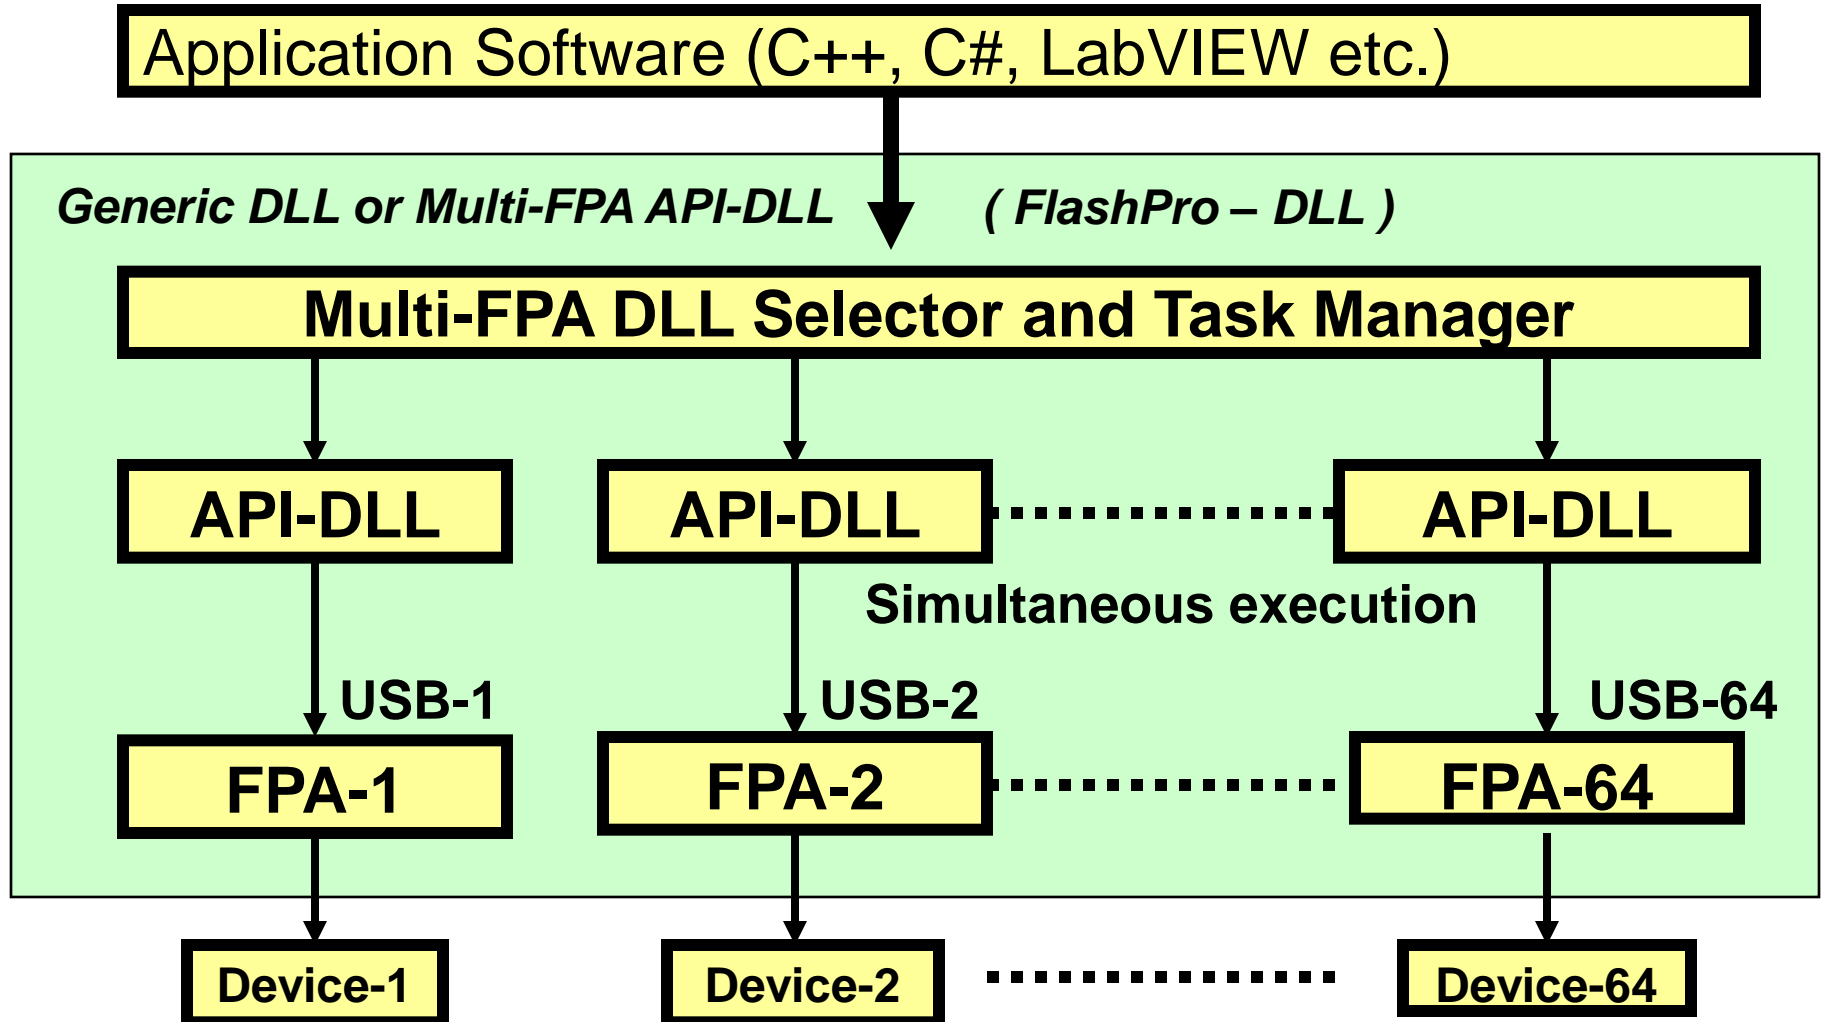 Application Software (C++, C#, LabVIEW etc.)
Generic DLL or Multi-FPA API-DLL ( FlashPro – DLL )
Multi-FPA DLL Selector and Task Manager
API-DLL API-DLL API-DLL
Simultaneous execution
USB-1 USB-2 USB-64
FPA-1 FPA-2 FPA-64
Device-1 Device-2 Device-64